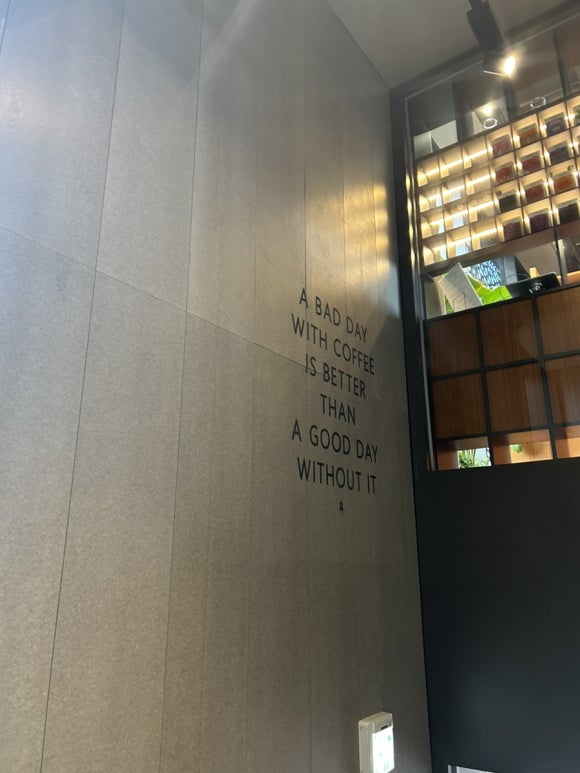 A BAD DAY
WITH COFFEE
IS BETTER
THAN
A GOOD DAY
WITHOUT IT